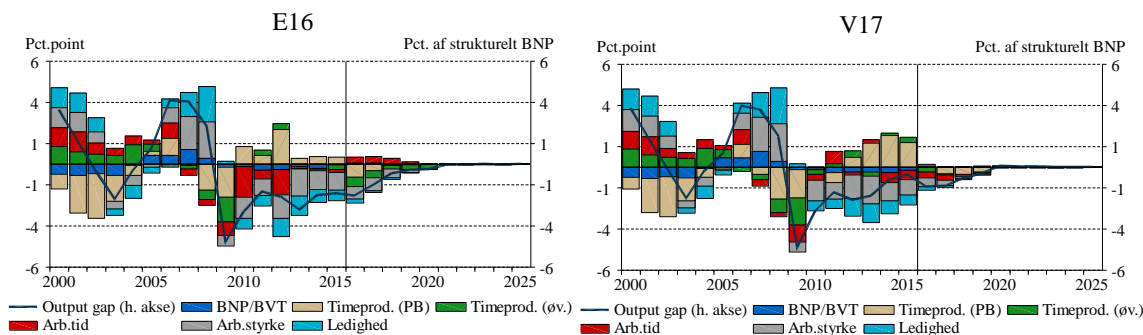 E16
Pct.point
Pct. af strukturelt BNP
6
4
1
-1
-4
-6
6
4
1
-1
-4
-6
2000 2005 2010 2015 2020 2025
Output gap (h. akse) BNP/BVT Timeprod. (PB) Timeprod. (øv.)
Arb.tid Arb.styrke Ledighed
V17
Pct.point
Pct. af strukturelt BNP
6
4
1
-1
-4
-6
6
4
1
-1
-4
-6
2000 2005 2010 2015 2020 2025
Output gap (h. akse) BNP/BVT Timeprod. (PB) Timeprod. (øv.)
Arb.tid Arb.styrke Ledighed